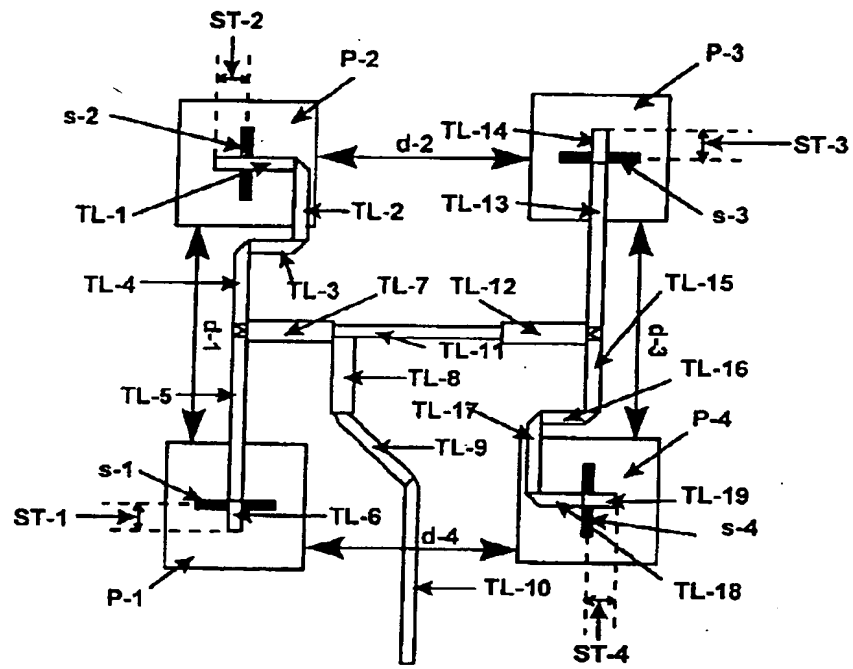 ST-2
P-2
P-3
s-2
TL-14
d-2
ST-3
TL-1
TL-2
TL-13
s-3
TL-4
TL-3
TL-7
TL-12
TL-15
d-1
TL-11
d-3
TL-5
TL-8
TL-16
TL-17
s-1
TL-9
P-4
ST-1
TL-6
TL-19
s-4
d-4
P-1
TL-10
TL-18
ST-4